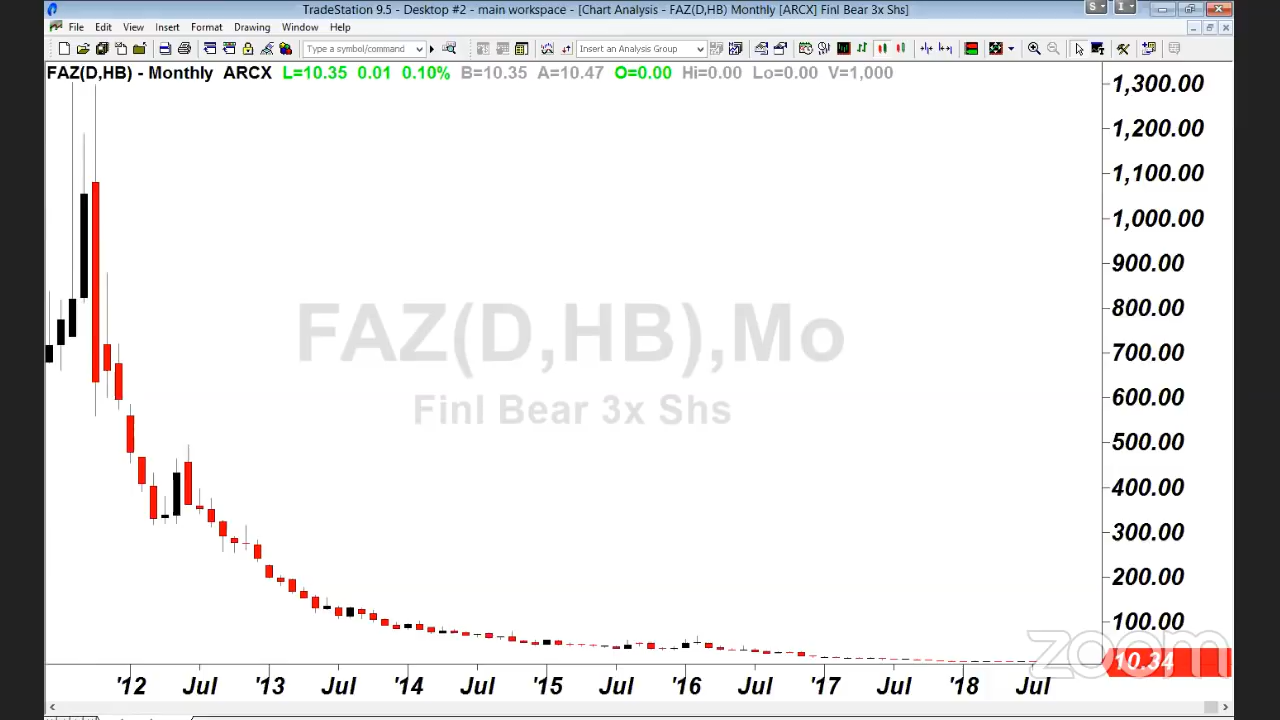 TradeStation 9.5 - Desktop #2 - main workspace - [Chart Analysis - FAZ(D,HB) Monthly [ARCX] Finl Bear 3x Shs]
S I
File Edit View Insert Format Drawing Window Help
Type a symbol/command Insert an Analysis Group
FAZ(D,HB) - Monthly ARCX L=10.35 0.01 0.10% B=10.35 A=10.47 O=0.00 Hi=0.00 Lo=0.00 V=1,000
1,300.00
1,200.00
1,100.00
1,000.00
900.00
800.00
FAZ(D,HB),Mo
700.00
600.00
Finl Bear 3x Shs
500.00
400.00
300.00
200.00
100.00
zoom
10.34
'12 Jul '13 Jul '14 Jul '15 Jul '16 Jul '17 Jul '18 Jul